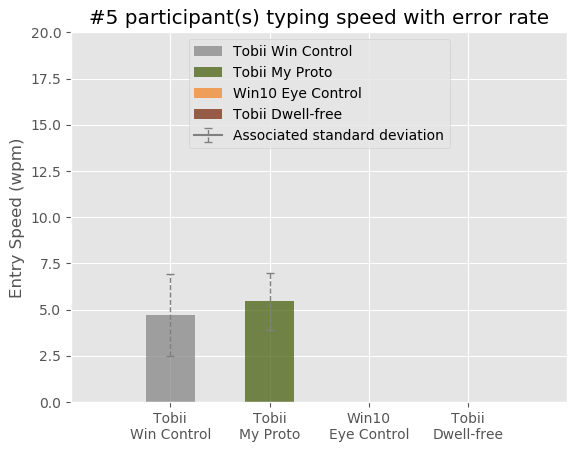 #5 participant(s) typing speed with error rate
Entry Speed (wpm)
20.0
17.5
15.0
12.5
10.0
7.5
5.0
2.5
0.0
Tobii Win Control
Tobii My Proto
Win10 Eye Control
Tobii Dwell-free
Associated standard deviation
Tobii
Win Control
Tobii
My Proto
Win10
Eye Control
Tobii
Dwell-free